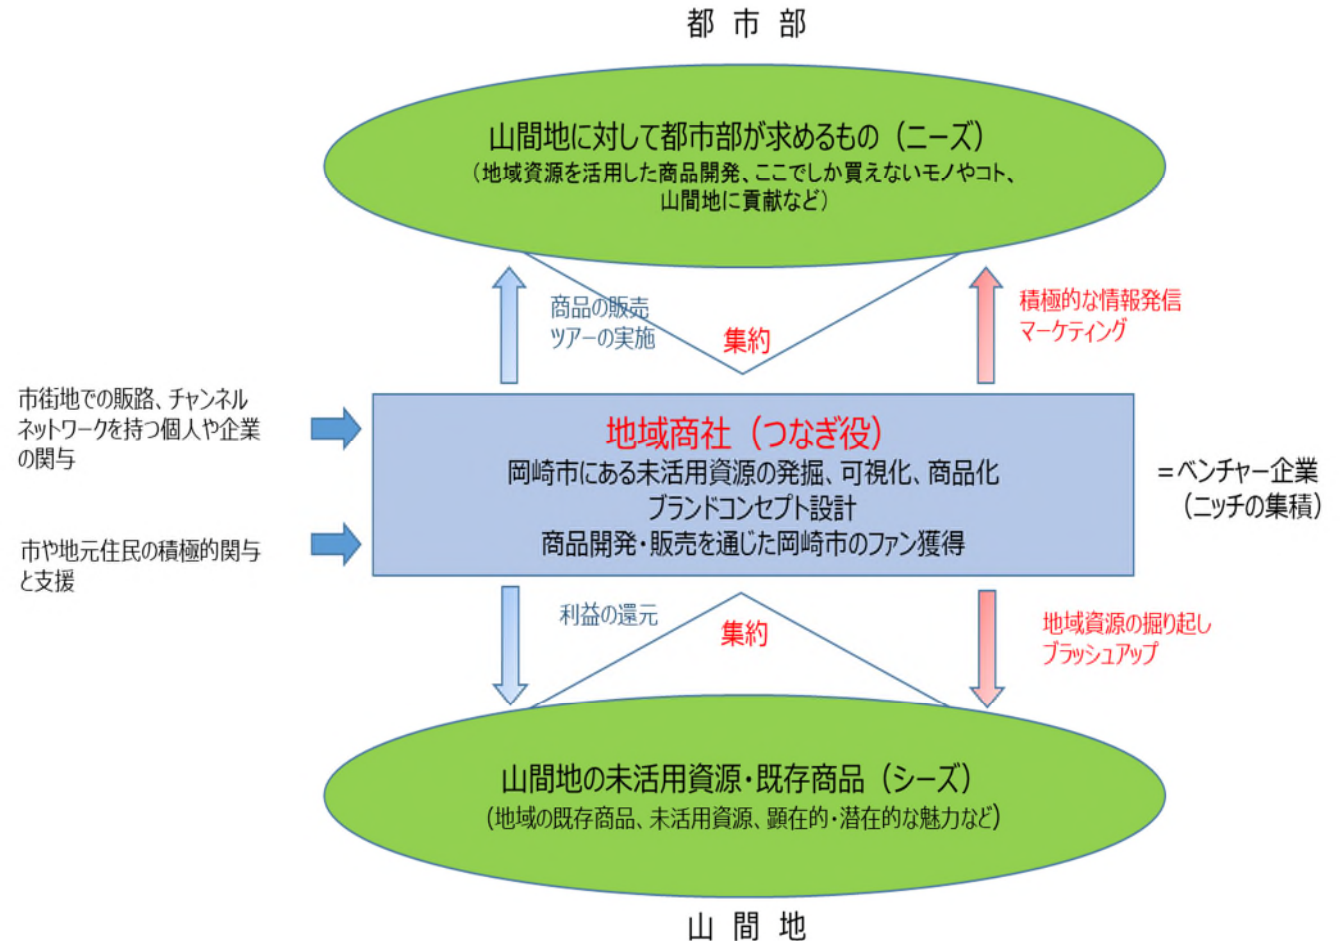 都 市 部
山間地に対して都市部が求めるもの（ニーズ）
（地域資源を活用した商品開発、ここでしか買えないモノやコト、
山間地に貢献など）
商品の販売
ツアーの実施
集約
積極的な情報発信
マーケティング
市街地での販路、チャンネル
ネットワークを持つ個人や企業
の関与
市や地元住民の積極的関与
と支援
地域商社（つなぎ役）
岡崎市にある未活用資源の発掘、可視化、商品化
ブランドコンセプト設計
商品開発・販売を通じた岡崎市のファン獲得
＝ベンチャー企業
（ニッチの集積）
利益の還元
集約
地域資源の掘り起し
ブラッシュアップ
山間地の未活用資源・既存商品（シーズ）
（地域の既存商品、未活用資源、顕在的・潜在的な魅力など）
山 間 地